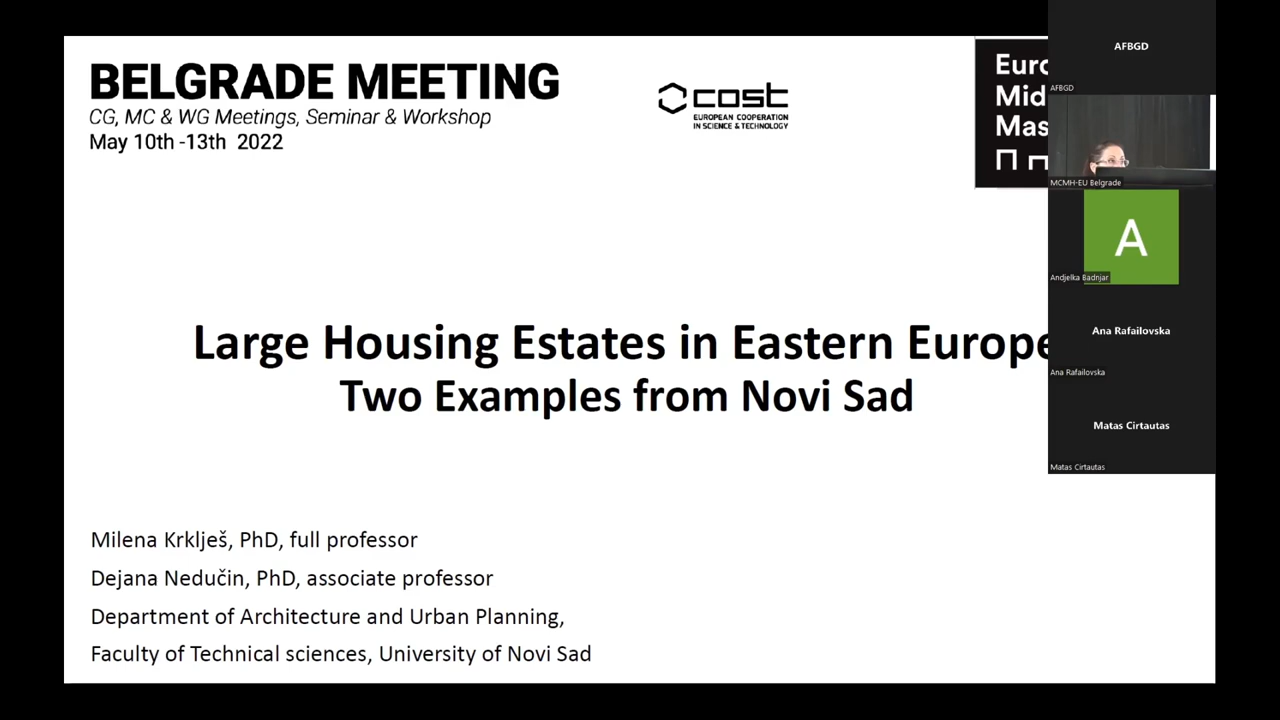 BELGRADE MEETING
CG, MC & WG Meetings, Seminar & Workshop
May 10th -13th 2022
cost
EUROPEAN COOPERATION
IN SCIENCE & TECHNOLOGY
Euro
Mid
Mas
Large Housing Estates in Eastern Europe
Two Examples from Novi Sad
Milena Krklješ, PhD, full professor
Dejana Nedučin, PhD, associate professor
Department of Architecture and Urban Planning,
Faculty of Technical sciences, University of Novi Sad
AFBGD
AFBGD
MCMH-EU Belgrade
A
Andjelka Badnjar
Ana Rafailovska
Ana Rafailovska
Matas Cirtautas
Matas Cirtautas